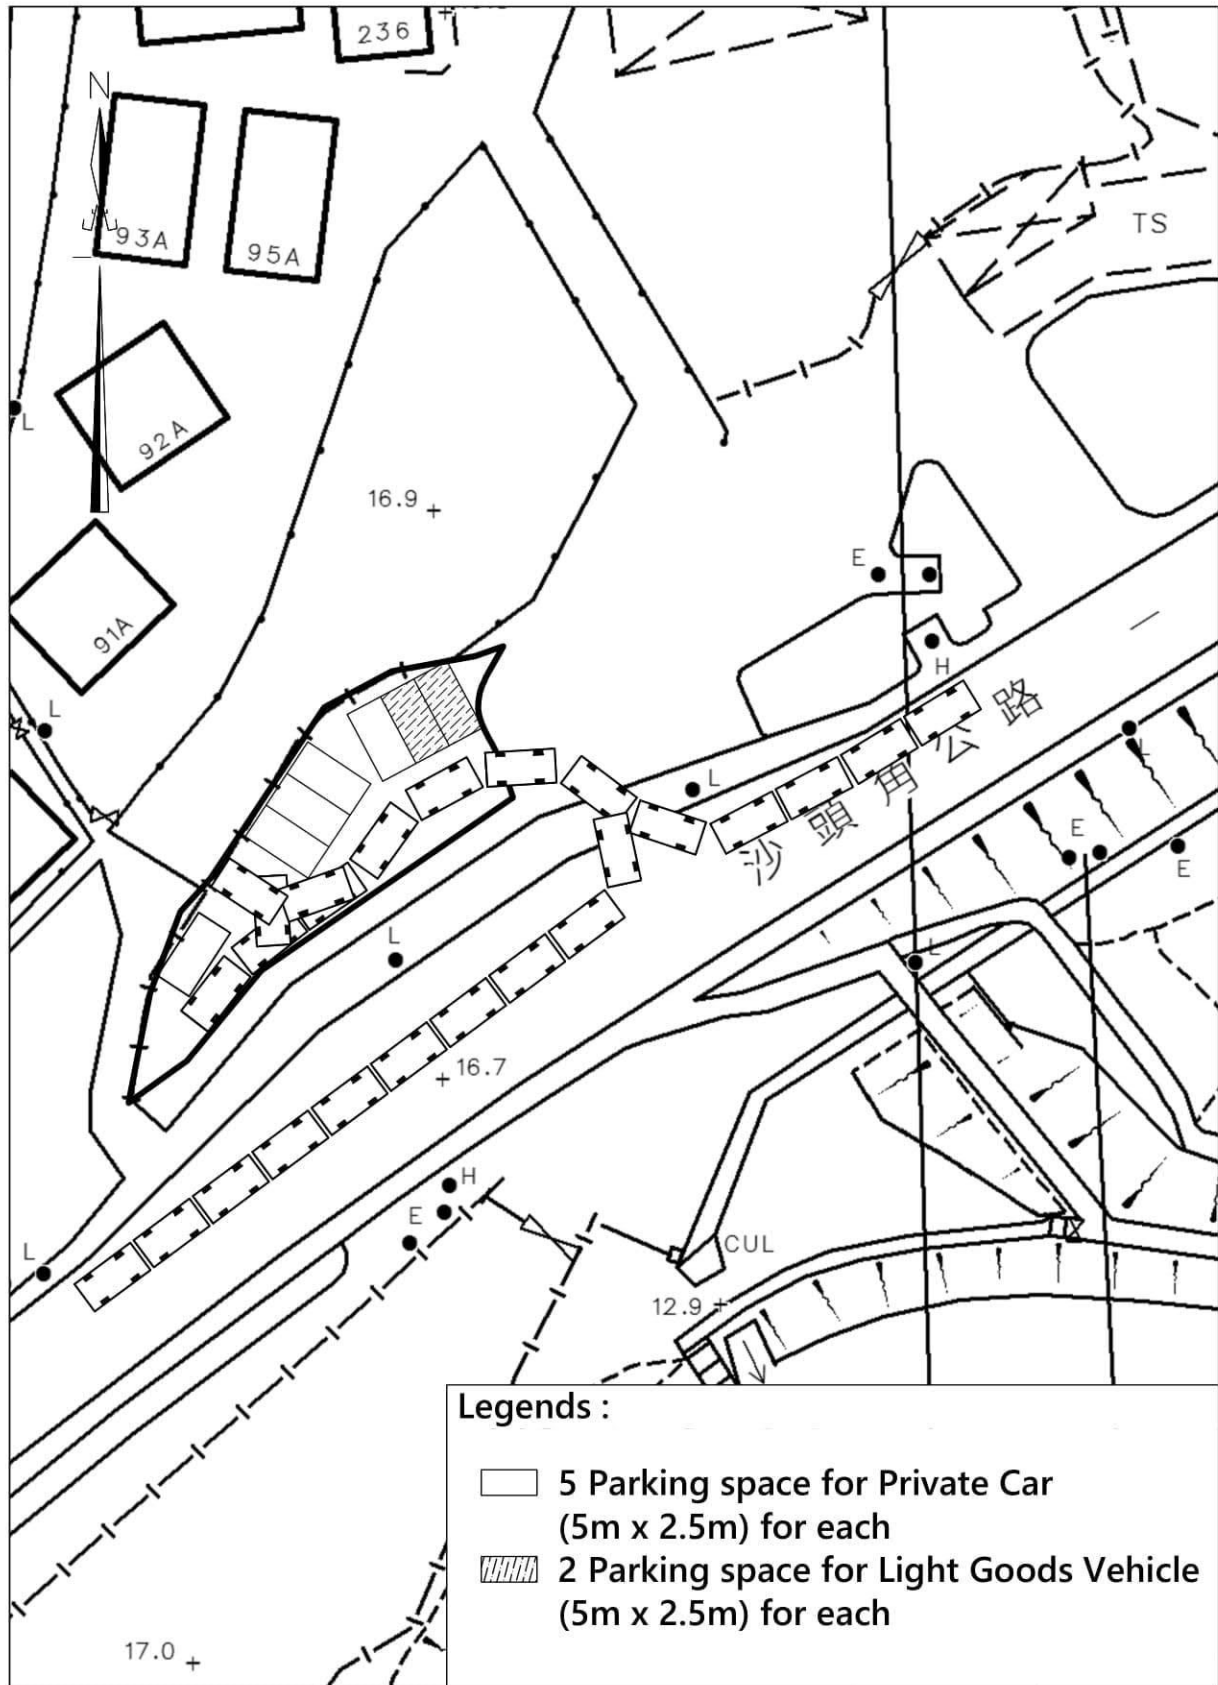 236
N
93A
95A
TS
92A
L
16.9
E
91A
H
L
沙頭角公路
L
L
E
E
L
L
16.7
H
E
L
CUL
12.9
Legends :
5 Parking space for Private Car
(5m x 2.5m) for each
2 Parking space for Light Goods Vehicle
(5m x 2.5m) for each
17.0